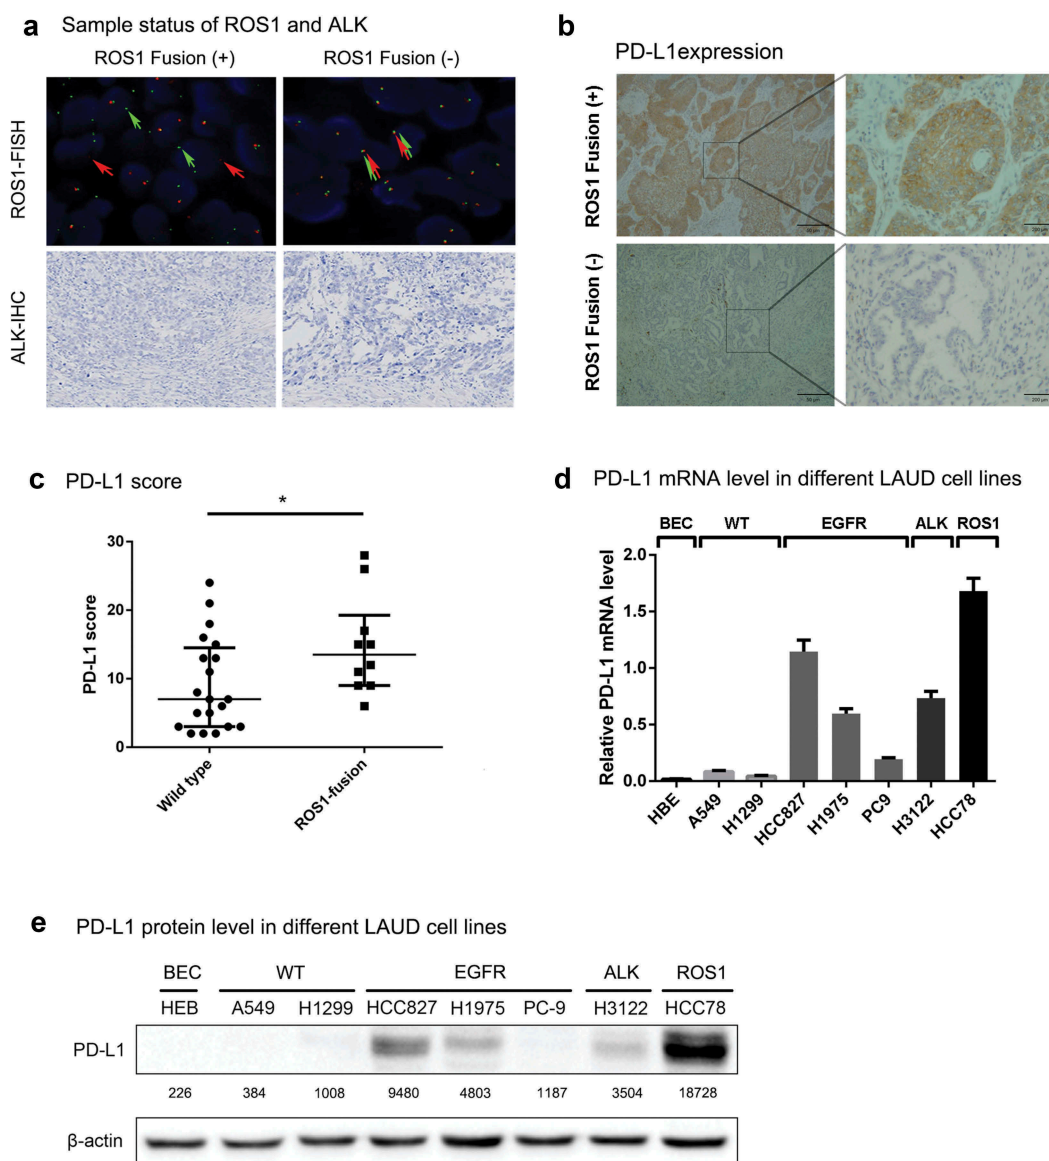 a Sample status of ROS1 and ALK
ROS1 Fusion (+) ROS1 Fusion (-)
ROS1-FISH
ALK-IHC
b PD-L1expression
ROS1 Fusion (+)
ROS1 Fusion (-)
50 μm
200 μm
c PD-L1 score
*
PD-L1 score
30
20
10
0
Wild type
ROS1-fusion
d PD-L1 mRNA level in different LAUD cell lines
BEC WT EGFR ALK ROS1
Relative PD-L1 mRNA level
2.0
1.5
1.0
0.5
0.0
HBE A549 H1299 HCC827 H1975 PC9 H3122 HCC78
e PD-L1 protein level in different LAUD cell lines
BEC WT EGFR ALK ROS1
HEB A549 H1299 HCC827 H1975 PC-9 H3122 HCC78
PD-L1
226 384 1008 9480 4803 1187 3504 18728
β-actin